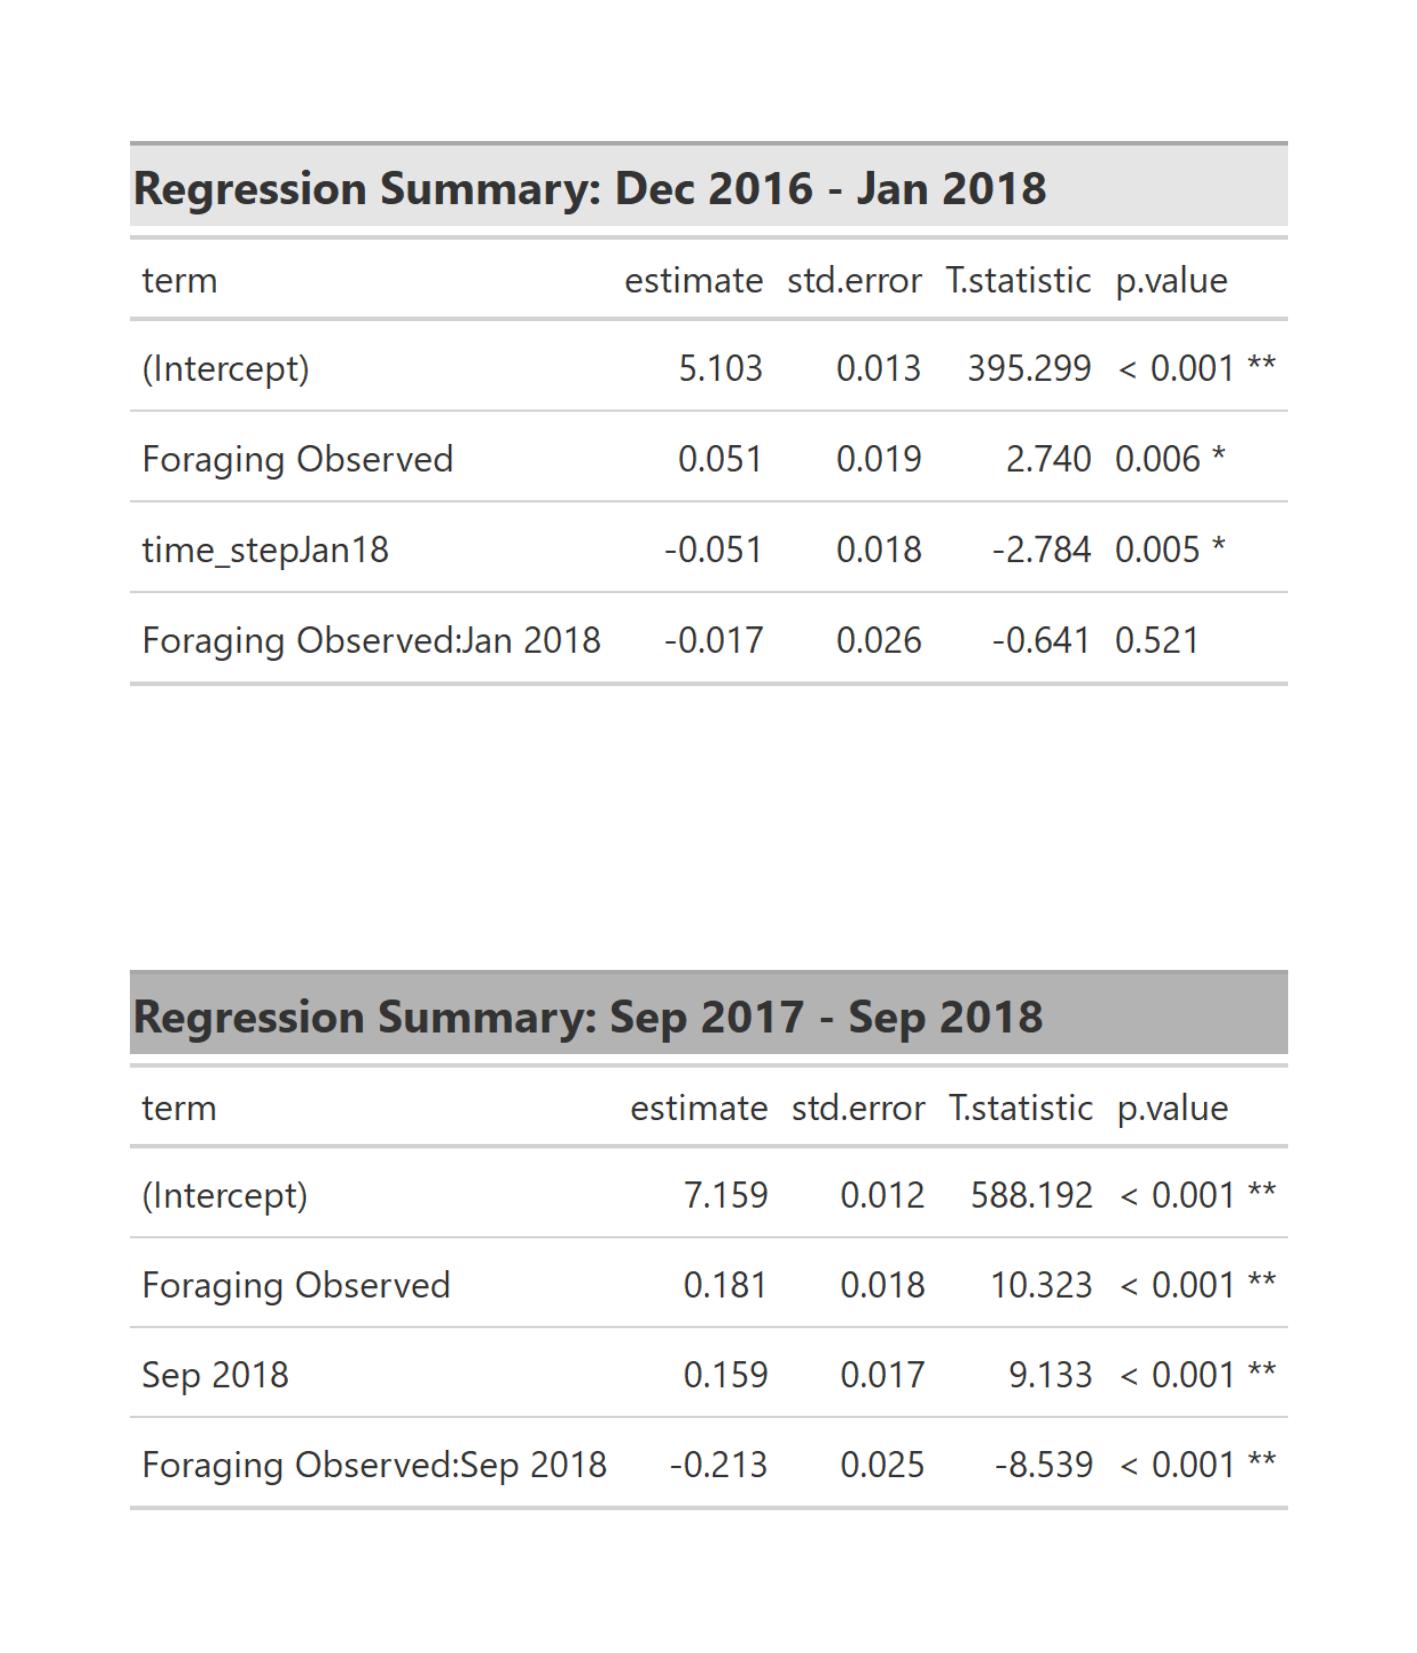 Regression Summary: Dec 2016 - Jan 2018
term estimate std.error T.statistic p.value
(Intercept) 5.103 0.013 395.299 < 0.001 **
Foraging Observed 0.051 0.019 2.740 0.006 *
time_stepJan18 -0.051 0.018 -2.784 0.005 *
Foraging Observed:Jan 2018 -0.017 0.026 -0.641 0.521
Regression Summary: Sep 2017 - Sep 2018
term estimate std.error T.statistic p.value
(Intercept) 7.159 0.012 588.192 < 0.001 **
Foraging Observed 0.181 0.018 10.323 < 0.001 **
Sep 2018 0.159 0.017 9.133 < 0.001 **
Foraging Observed:Sep 2018 -0.213 0.025 -8.539 < 0.001 **